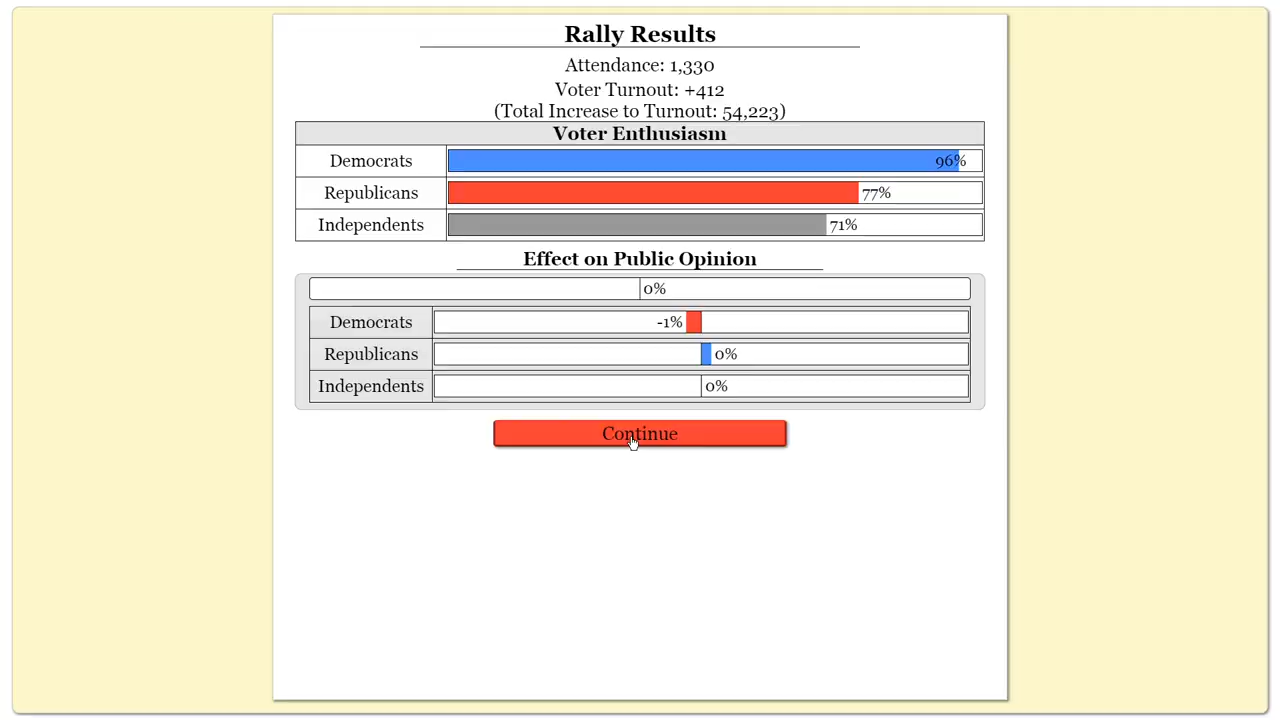 Rally Results
Attendance: 1,330
Voter Turnout: +412
(Total Increase to Turnout: 54,223)
Voter Enthusiasm
Democrats 96%
Republicans 77%
Independents 71%
Effect on Public Opinion
0%
Democrats -1%
Republicans 0%
Independents 0%
Continue